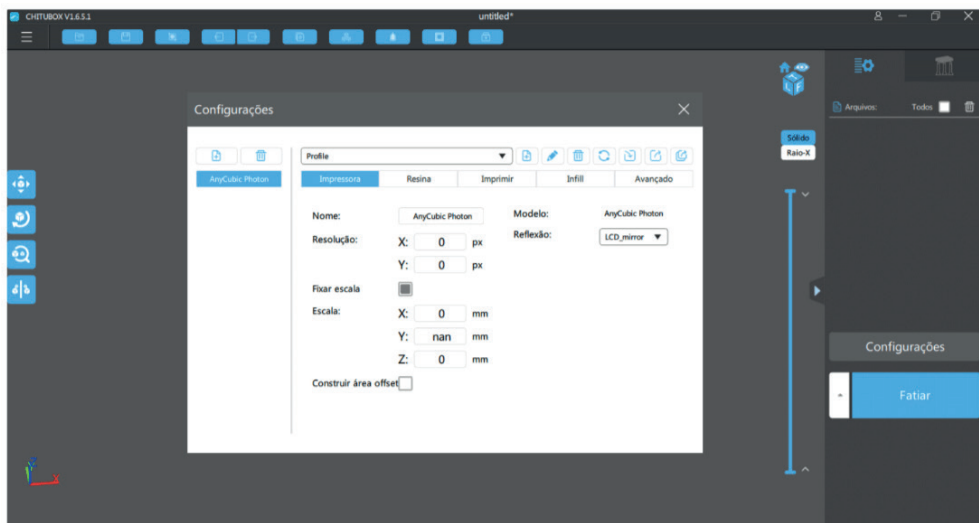 CHITUBOX V1.6.5.1
untitled*
Configurações
Arquivos:
Todos
Sólido
Raio-X
Profile
AnyCubic Photon
Impressora
Resina
Imprimir
Infill
Avançado
Nome:
AnyCubic Photon
Modelo:
AnyCubic Photon
Resolução:
X: 0 px
Reflexão:
LCD_mirror
Y: 0 px
Fixar escala
Escala:
X: 0 mm
Y: nan mm
Z: 0 mm
Construir área offset
Configurações
Fatiar
X